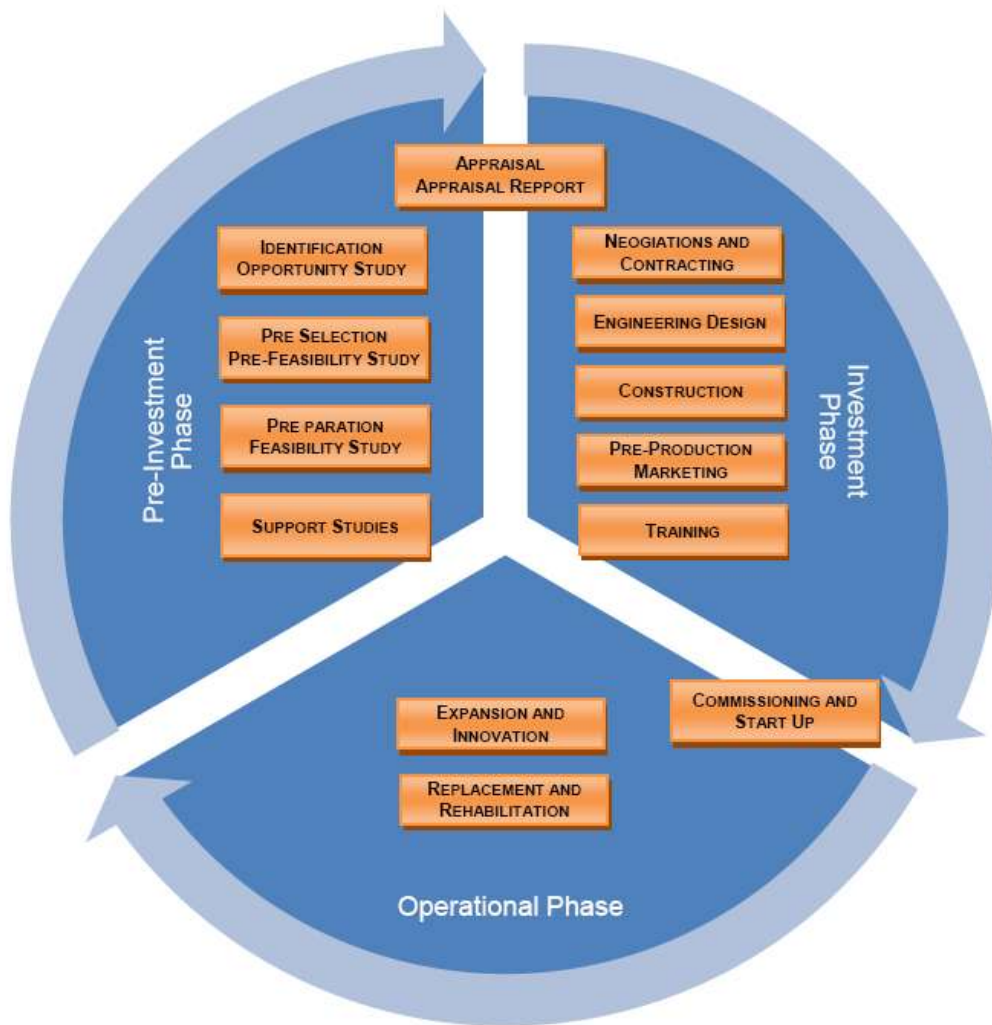 APPRAISAL
APPRAISAL REPPORT
IDENTIFICATION
OPPORTUNITY STUDY
PRE SELECTION
PRE-FEASIBILITY STUDY
PRE PARATION
FEASIBILITY STUDY
SUPPORT STUDIES
Pre-Investment
Phase
NEOGIATIONS AND
CONTRACTING
ENGINEERING DESIGN
CONSTRUCTION
PRE-PRODUCTION
MARKETING
TRAINING
Investment
Phase
COMMISSIONING AND
START UP
EXPANSION AND
INNOVATION
REPLACEMENT AND
REHABILITATION
Operational Phase